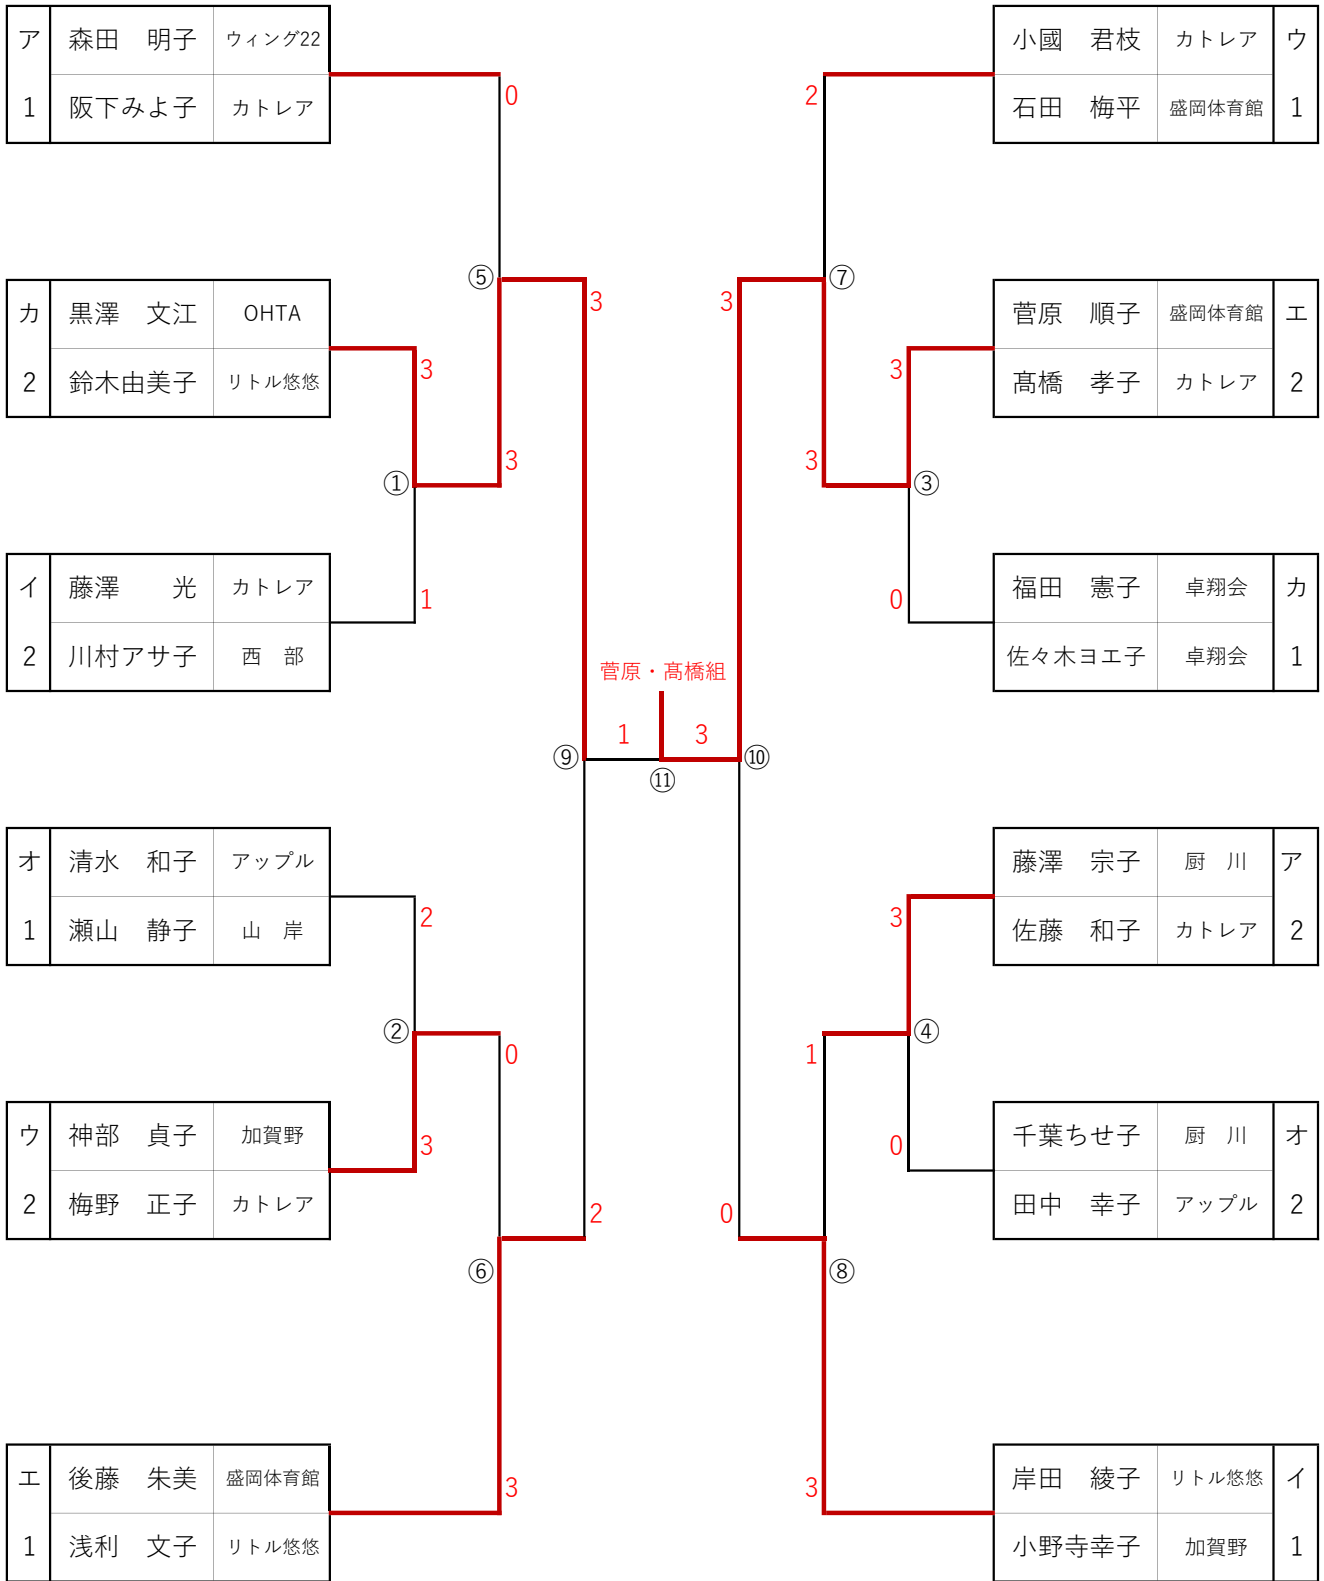 ア 森田　明子 ウィング22
1 阪下みよ子 カトレア
0
カ 黒澤　文江 OHTA
2 鈴木由美子 リトル悠悠
3
①
3
⑤
3
イ 藤澤　　光 カトレア
2 川村アサ子 西　部
1
オ 清水　和子 アップル
1 瀬山　静子 山　岸
2
②
0
ウ 神部　貞子 加賀野
2 梅野　正子 カトレア
3
⑥
2
エ 後藤　朱美 盛岡体育館
1 浅利　文子 リトル悠悠
3
菅原・髙橋組
⑨ 1 3 ⑩
⑪
小國　君枝 カトレア ウ
石田　梅平 盛岡体育館 1
2
⑦
3
菅原　順子 盛岡体育館 エ
髙橋　孝子 カトレア 2
3
3
③
福田　憲子 卓翔会 カ
佐々木ヨエ子 卓翔会 1
0
藤澤　宗子 厨　川 ア
佐藤　和子 カトレア 2
3
④
1
千葉ちせ子 厨　川 オ
田中　幸子 アップル 2
0
0
⑧
岸田　綾子 リトル悠悠 イ
小野寺幸子 加賀野 1
3